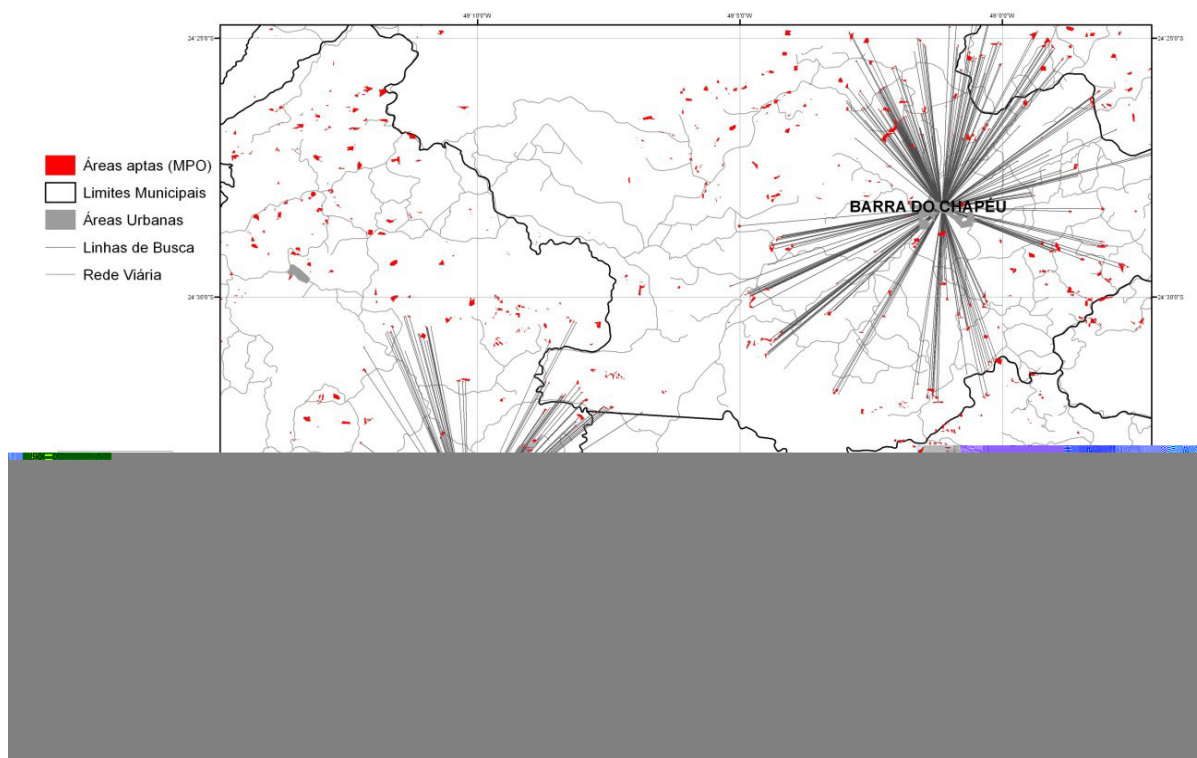 48°10'0"W 48°5'0"W 48°0'0"W
24°25'0"S 24°25'0"S
Áreas aptas (MPO)
Limites Municipais
Áreas Urbanas
Linhas de Busca
Rede Viária
BARRA DO CHAPÉU
24°30'0"S 24°30'0"S